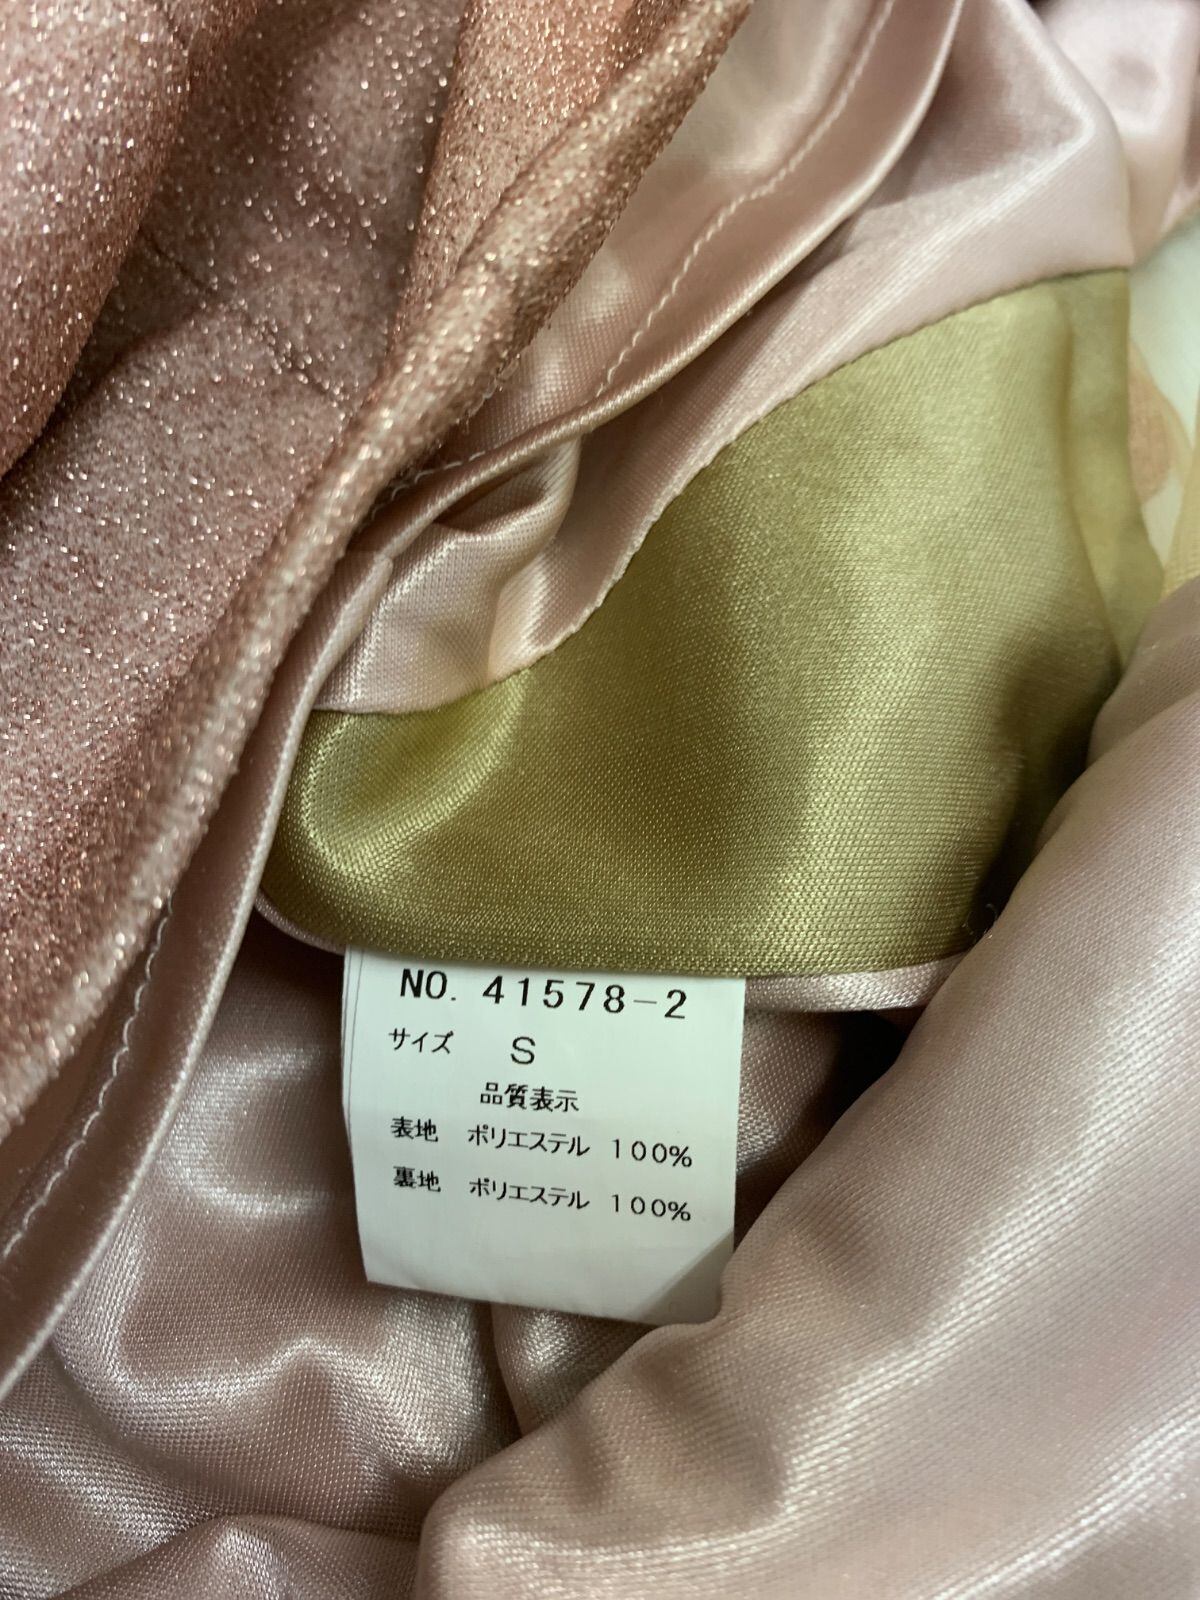 NO. 41578-2
サイズ S
品質表示
表地 ポリエステル 100%
裏地 ポリエステル 100%